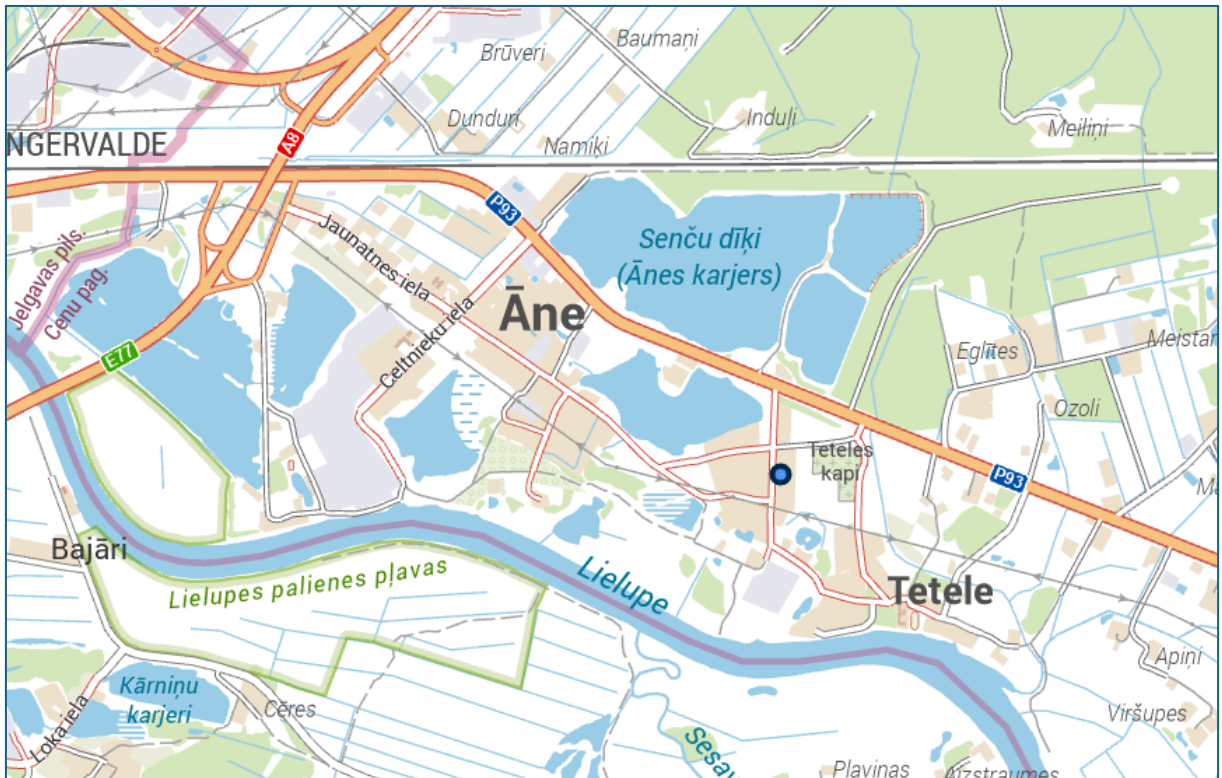 Baumaņi
Brūveri
Dunduri
Induļi
Meiliņi
Namiķi
NGERVALDE
A8
P93
Jaunatnes iela
Senču dīķi
(Ānes karjers)
Jelgavas pils.
Cenu pag.
Āne
Celtnieku iela
E77
Eglītes
Meistar
Ozoli
Teteles
kapi
P93
Bajāri
Lielupes palienes pļavas
Lielupe
Tetele
Apiņi
Kārniņu
karjeri
Cēres
Loka iela
Viršupes
Sesau
Pļaviņas
Aizstraumes